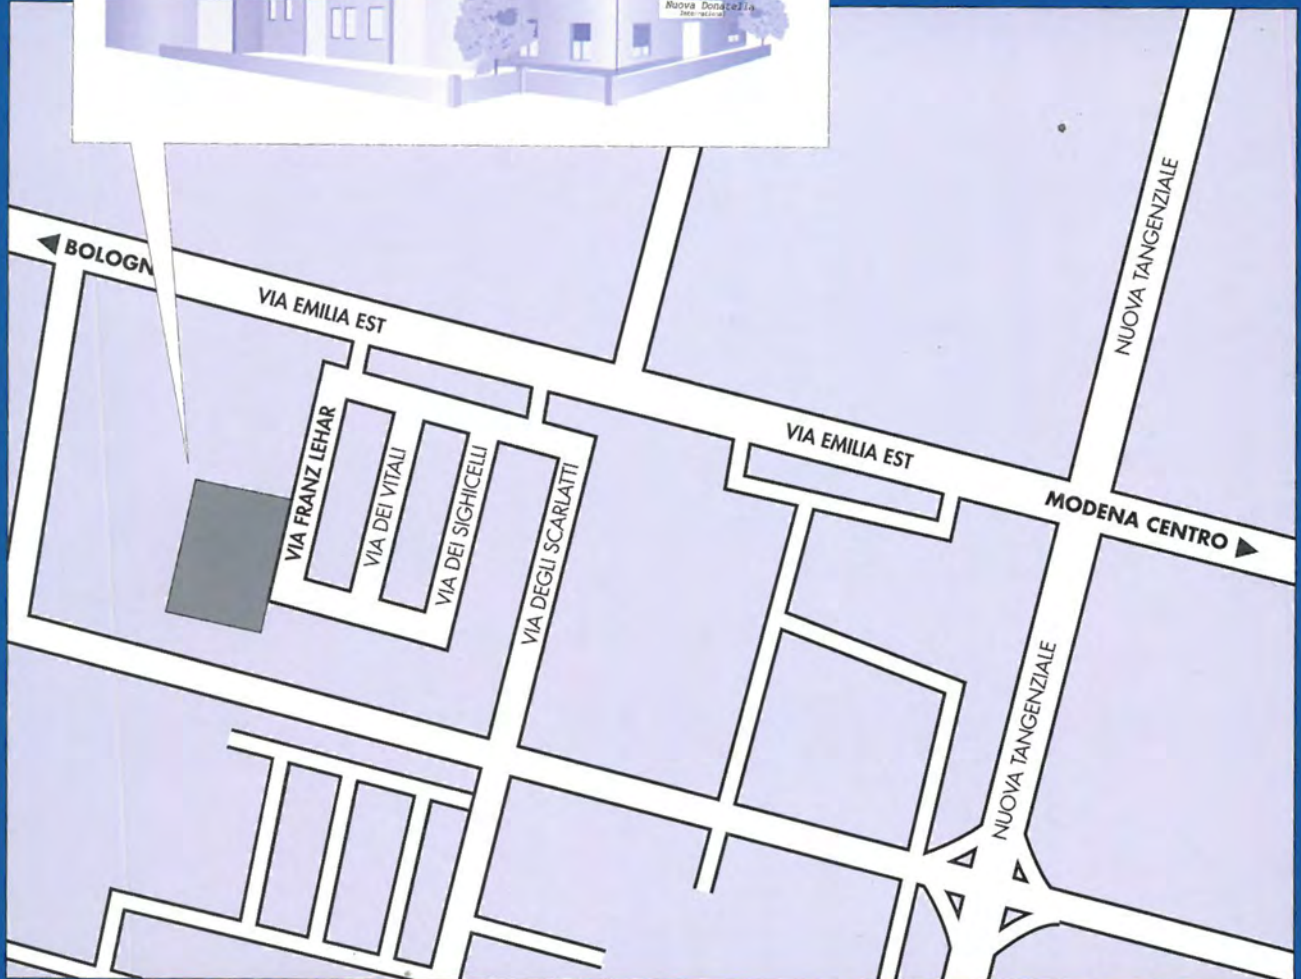 Nuova Donatella
International
NUOVA TANGENZIALE
BOLOGN
VIA EMILIA EST
VIA EMILIA EST
MODENA CENTRO
VIA FRANZ LEHAR
VIA DEI VITALI
VIA DEI SIGHICELLI
VIA DEGLI SCARLATTI
NUOVA TANGENZIALE